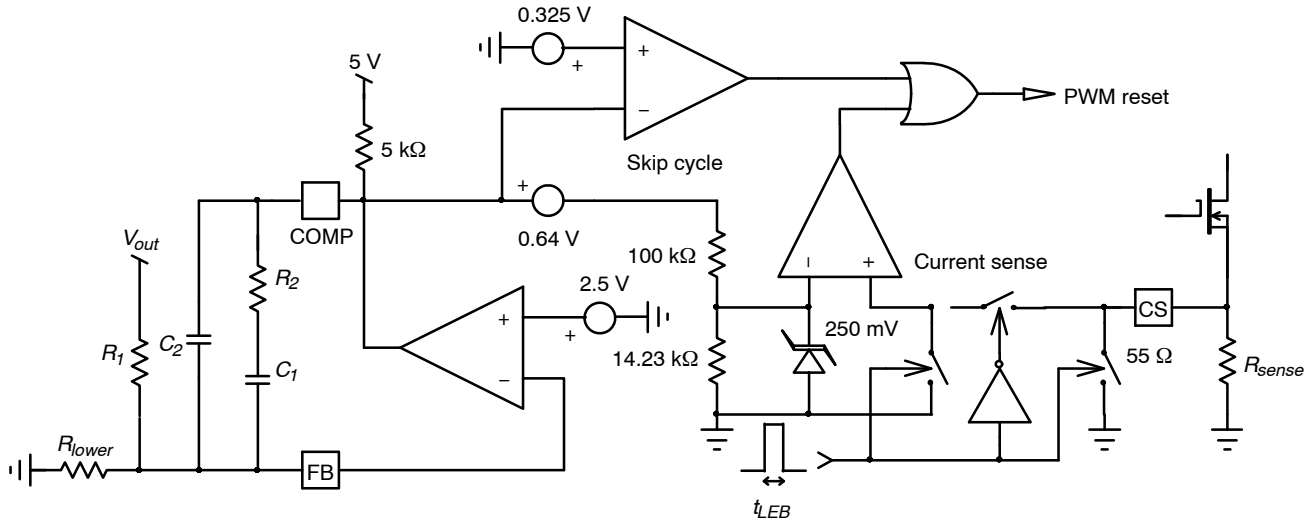 0.325 V
+
+
−
5 V
PWM reset
5 kΩ
Skip cycle
+
COMP
0.64 V
V_out
100 kΩ
−
+
Current sense
R_2
2.5 V
+
+
250 mV
CS
R_1
C_2
C_1
−
14.23 kΩ
55 Ω
R_sense
R_lower
FB
t_LEB